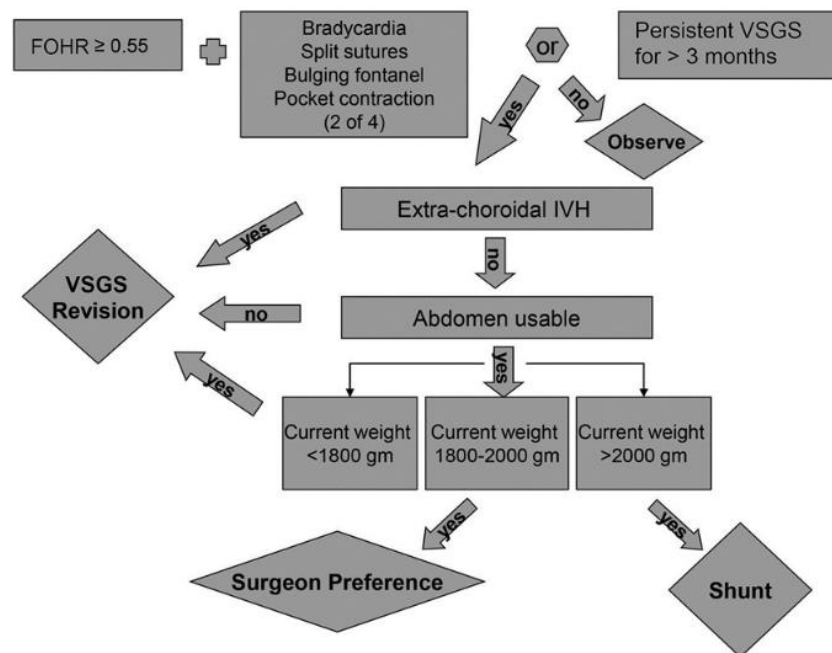 FOHR ≥ 0.55
Bradycardia
Split sutures
Bulging fontanel
Pocket contraction
(2 of 4)
or
Persistent VSGS
for > 3 months
yes
no
Observe
Extra-choroidal IVH
yes
no
VSGS
Revision
no
Abdomen usable
yes
yes
Current weight
<1800 gm
Current weight
1800-2000 gm
Current weight
>2000 gm
yes
yes
Surgeon Preference
Shunt